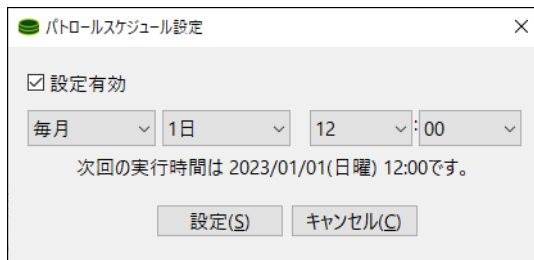 パトロールスケジュール設定
設定有効
毎月 1日 12 : 00
次回の実行時間は 2023/01/01(日曜) 12:00です。
設定(S) キャンセル(C)